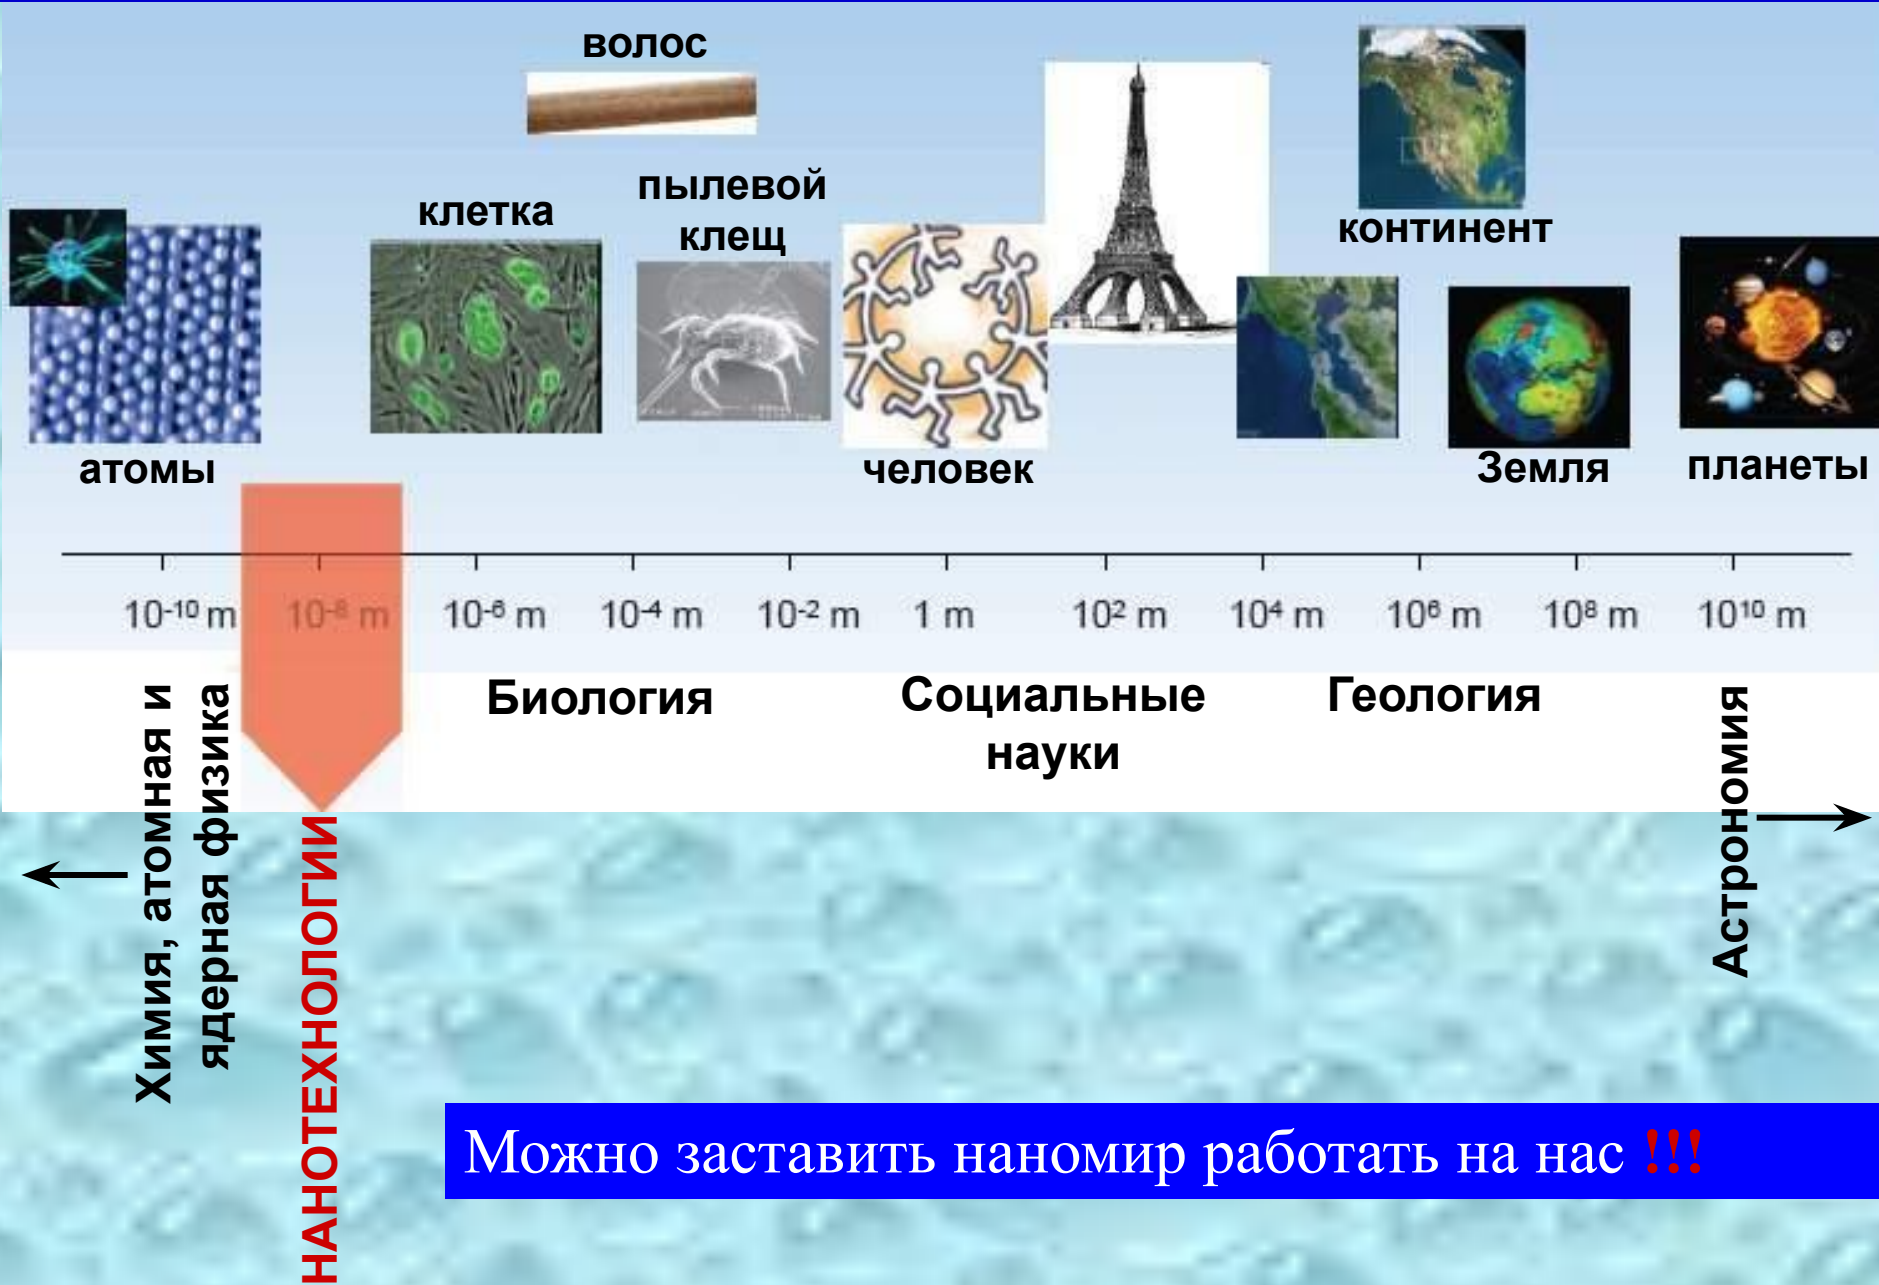 волос
пылевой
клещ
клетка
континент
атомы
человек
Земля
планеты
10⁻¹⁰ m
10⁻⁸ m
10⁻⁶ m
10⁻⁴ m
10⁻² m
1 m
10² m
10⁴ m
10⁶ m
10⁸ m
10¹⁰ m
Химия, атомная и
ядерная физика
НАНОТЕХНОЛОГИИ
Биология
Социальные
науки
Геология
Астрономия
Можно заставить наномир работать на нас !!!